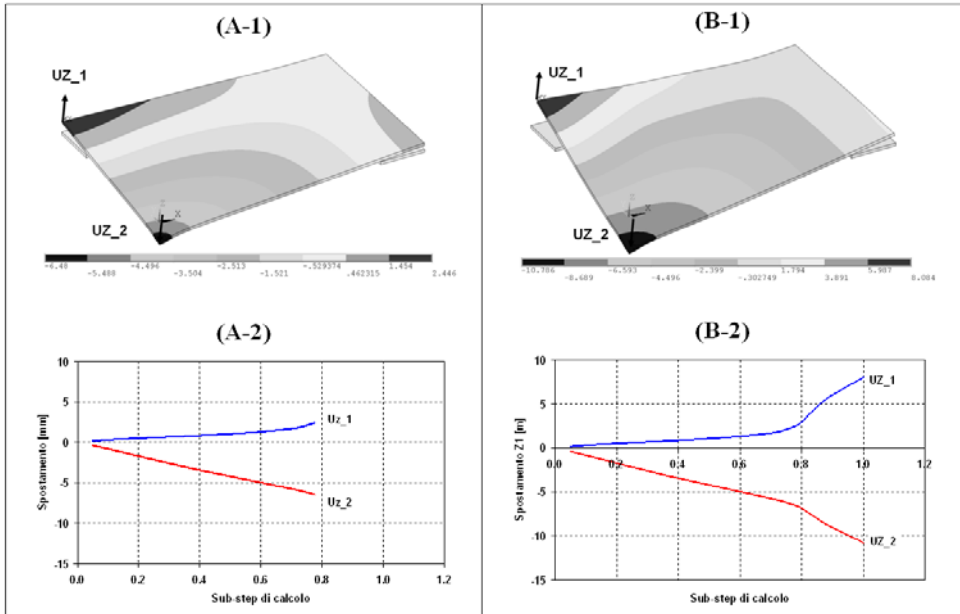 (A-1)
UZ_1
UZ_2
Z
X
-6.48 -4.496 -2.513 -.529374 1.454
-5.488 -3.504 -1.521 .462315 2.446
(B-1)
UZ_1
UZ_2
Z
X
-10.786 -6.593 -2.399 1.794 5.987
-8.689 -4.496 -.302749 3.891 8.084
(A-2)
Spostamento [mm]
10
5
0
-5
-10
-15
Uz_1
Uz_2
0.0 0.2 0.4 0.6 0.8 1.0 1.2
Sub-step di calcolo
(B-2)
Spostamento Z1 [m]
10
5
0
-5
-10
-15
UZ_1
0.0 0.2 0.4 0.6 0.8 1.0 1.2
UZ_2
Sub-step di calcolo